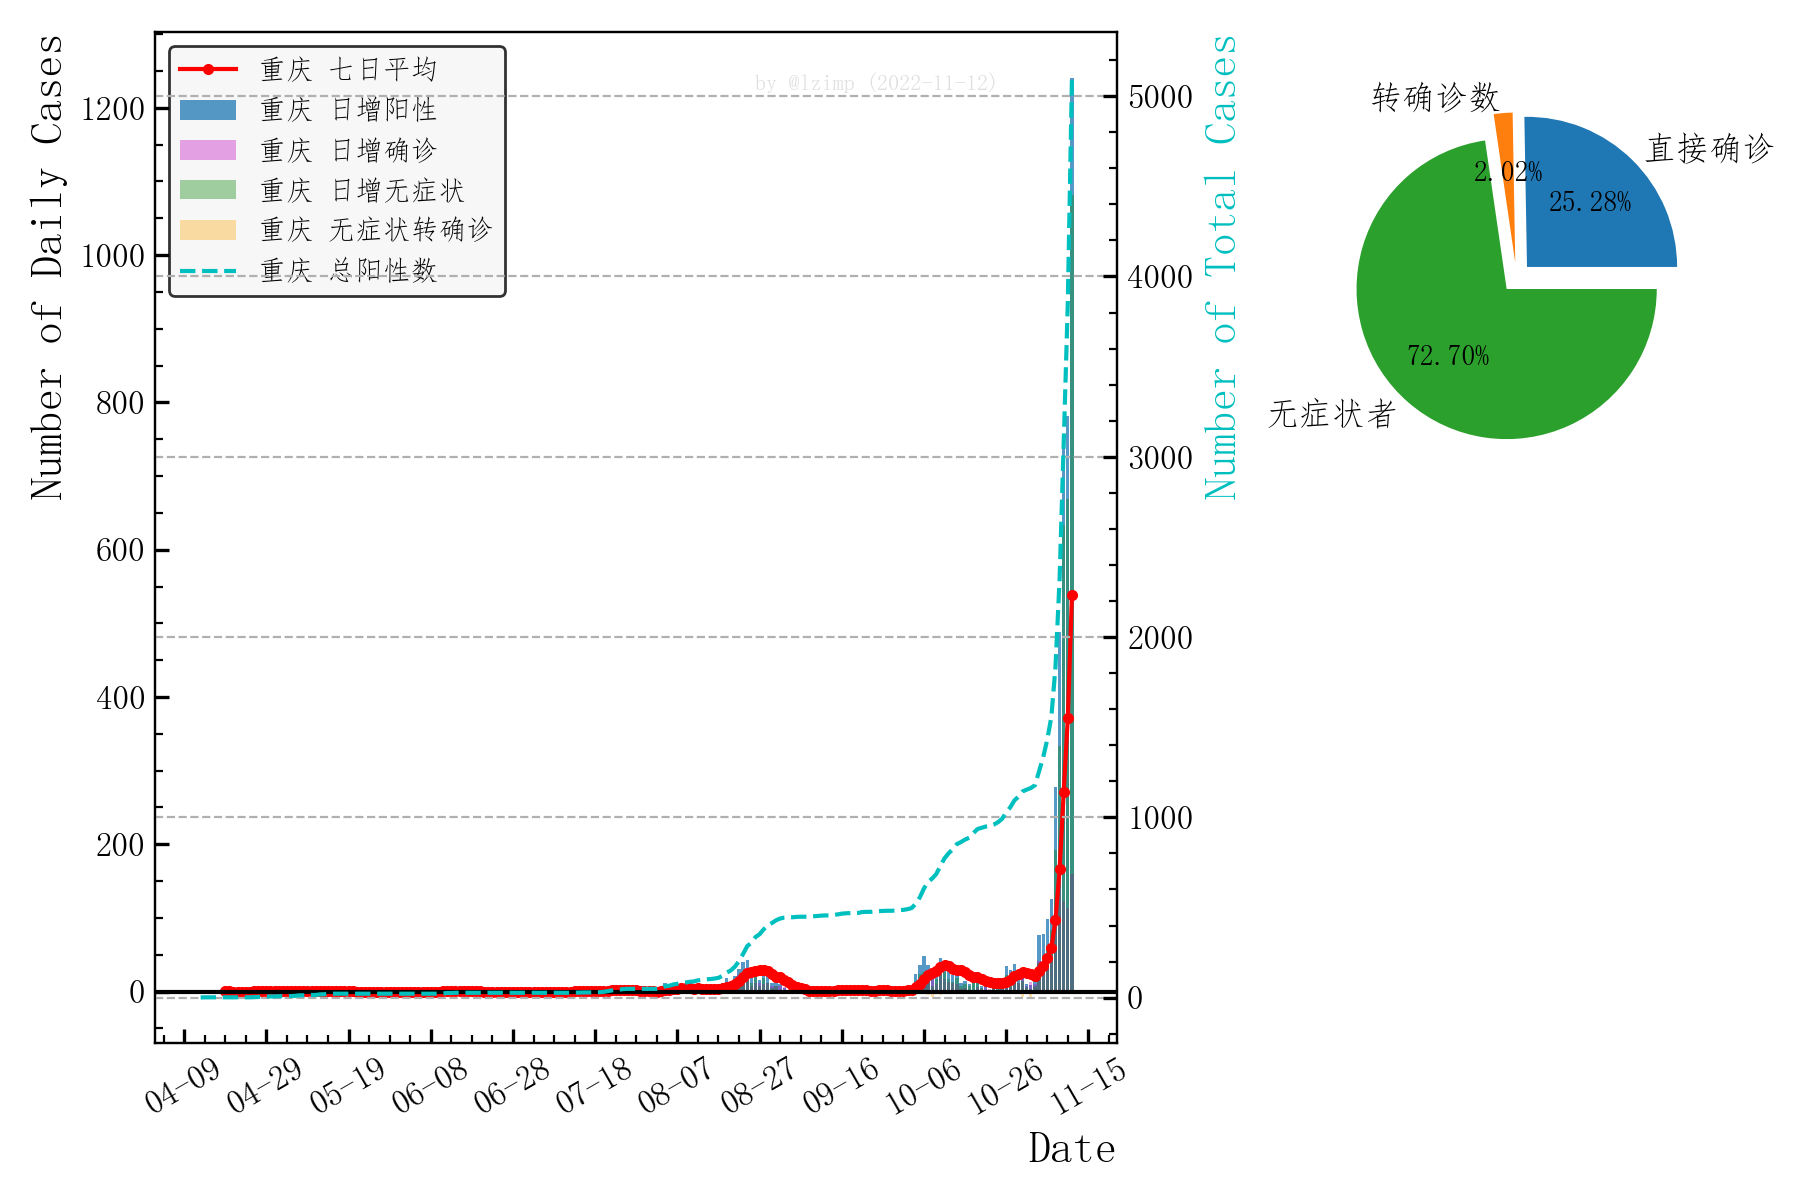 Number of Daily Cases
1200
1000
800
600
400
200
0
重庆 七日平均
重庆 日增阳性
重庆 日增确诊
重庆 日增无症状
重庆 无症状转确诊
重庆 总阳性数
by @lzimp (2022-11-12)
5000
4000
3000
2000
1000
0
Number of Total Cases
04-09
04-29
05-19
06-08
06-28
07-18
08-07
08-27
09-16
10-06
10-26
11-15
Date
转确诊数
直接确诊
2.02%
25.28%
72.70%
无症状者